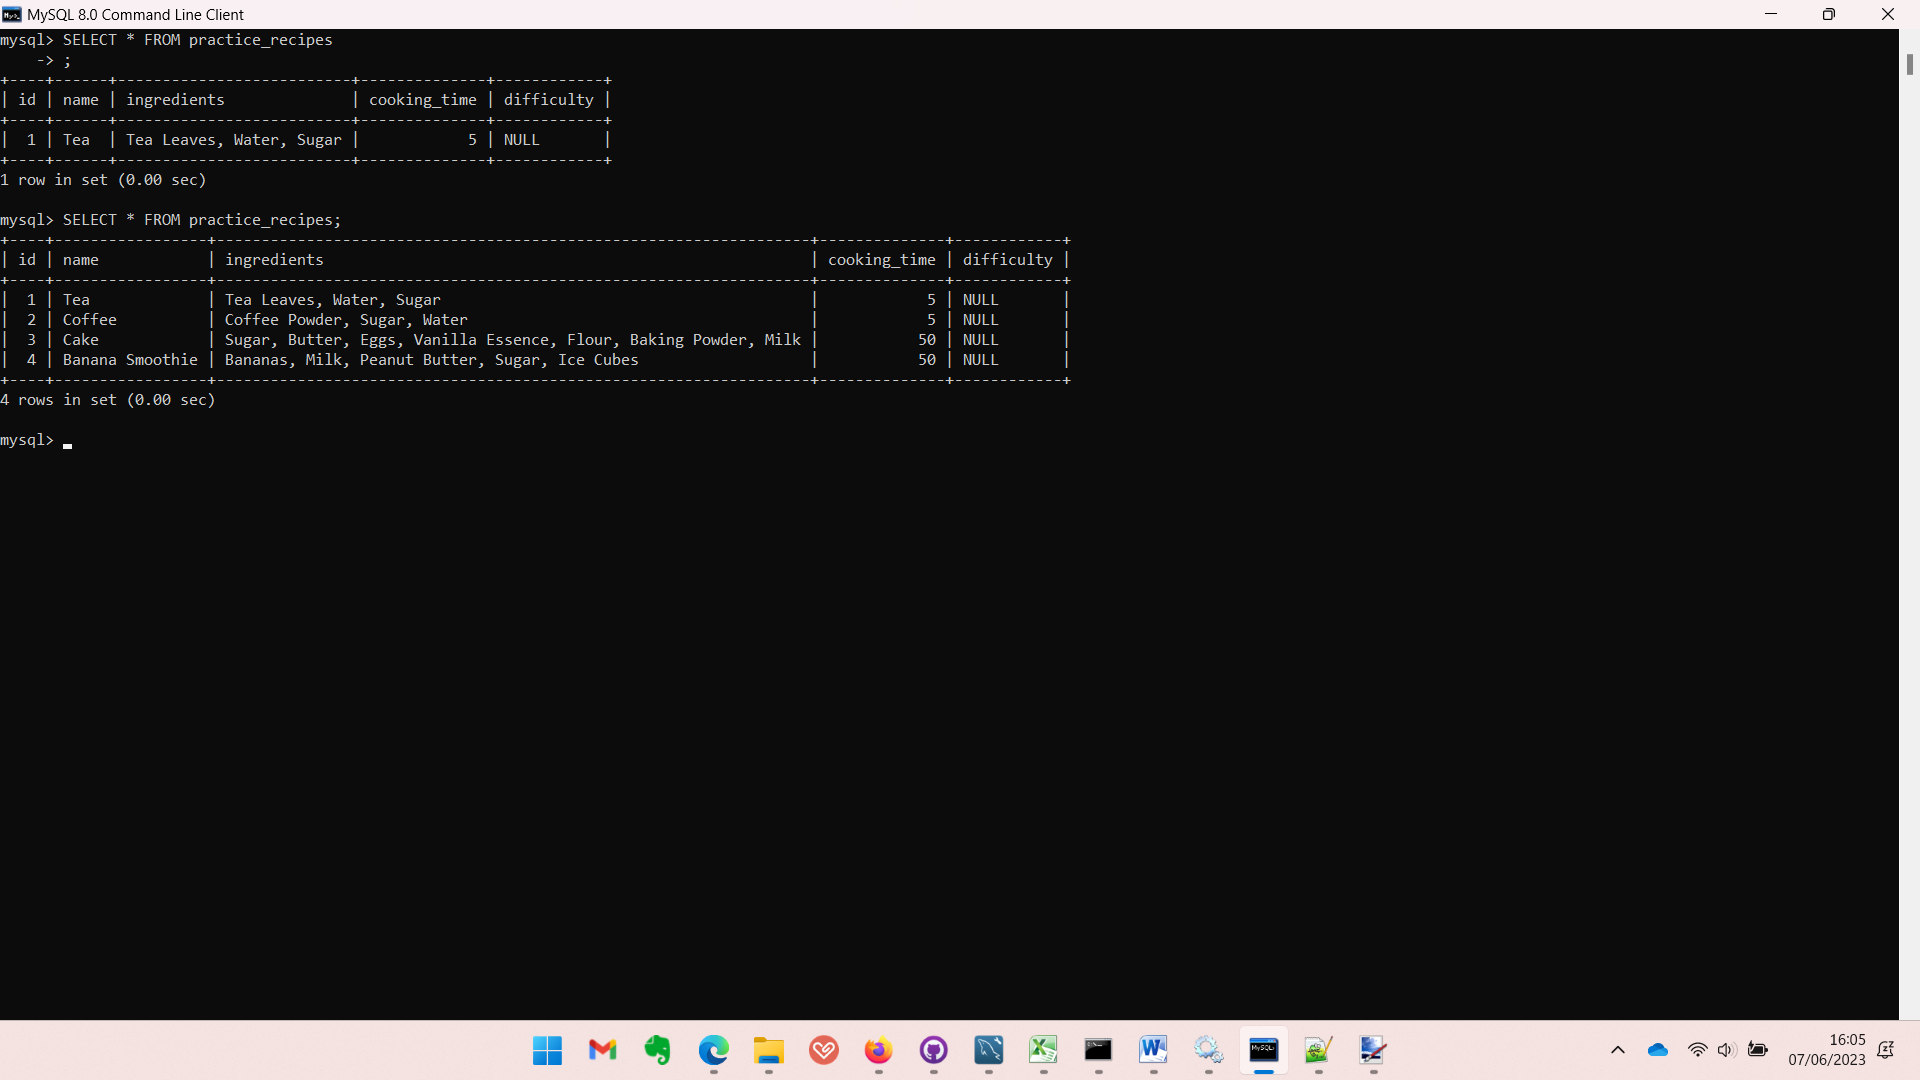 MySQL 8.0 Command Line Client
mysql> SELECT * FROM practice_recipes
    -> ;
+----+------+-------------------------+--------------+------------+
| id | name | ingredients             | cooking_time | difficulty |
+----+------+-------------------------+--------------+------------+
|  1 | Tea  | Tea Leaves, Water, Sugar |            5 | NULL       |
+----+------+-------------------------+--------------+------------+
1 row in set (0.00 sec)
mysql> SELECT * FROM practice_recipes;
+----+----------------+------------------------------------------------------------------+--------------+------------+
| id | name           | ingredients                                                      | cooking_time | difficulty |
+----+----------------+------------------------------------------------------------------+--------------+------------+
|  1 | Tea            | Tea Leaves, Water, Sugar                                         |            5 | NULL       |
|  2 | Coffee         | Coffee Powder, Sugar, Water                                      |            5 | NULL       |
|  3 | Cake           | Sugar, Butter, Eggs, Vanilla Essence, Flour, Baking Powder, Milk |           50 | NULL       |
|  4 | Banana Smoothie | Bananas, Milk, Peanut Butter, Sugar, Ice Cubes                   |           50 | NULL       |
+----+----------------+------------------------------------------------------------------+--------------+------------+
4 rows in set (0.00 sec)
mysql>
16:05
07/06/2023